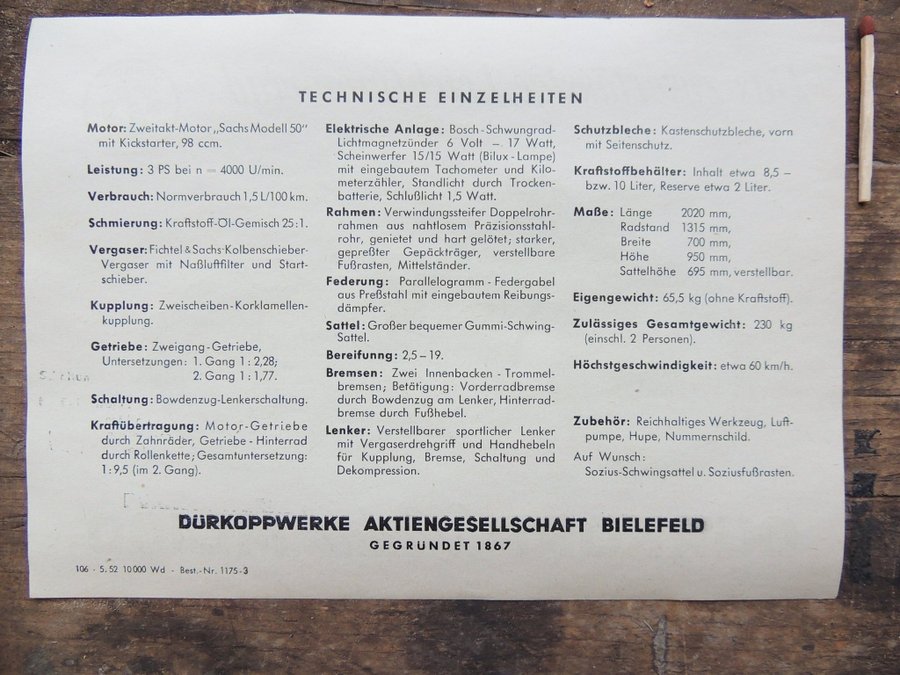 TECHNISCHE EINZELHEITEN
Motor: Zweitakt-Motor „Sachs Modell 50"
mit Kickstarter, 98 ccm.
Leistung: 3 PS bei n = 4000 U/min.
Verbrauch: Normverbrauch 1,5 L/100 km.
Schmierung: Kraftstoff-Öl-Gemisch 25:1.
Vergaser: Fichtel & Sachs-Kolbenschieber-
Vergaser mit Naßluftfilter und Start-
schieber.
Kupplung: Zweischeiben-Korklamellen-
kupplung.
Getriebe: Zweigang-Getriebe,
Untersetzungen: 1. Gang 1:2,28;
2. Gang 1:1,77.
Schaltung: Bowdenzug-Lenkerschaltung.
Kraftübertragung: Motor-Getriebe
durch Zahnräder, Getriebe - Hinterrad
durch Rollenkette; Gesamtuntersetzung:
1:9,5 (im 2. Gang).
Elektrische Anlage: Bosch-Schwungrad-
Lichtmagnetzünder 6 Volt – 17 Watt,
Scheinwerfer 15/15 Watt (Bilux-Lampe)
mit eingebautem Tachometer und Kilo-
meterzähler, Standlicht durch Trocken-
batterie, Schlußlicht 1,5 Watt.
Rahmen: Verwindungssteifer Doppelrohr-
rahmen aus nahtlosem Präzisionsstahl-
rohr, genietet und hart gelötet; starker,
gepreßter Gepäckträger, verstellbare
Fußrasten, Mittelständer.
Federung: Parallelogramm-Federgabel
aus Preßstahl mit eingebautem Reibungs-
dämpfer.
Sattel: Großer bequemer Gummi-Schwing-
Sattel.
Bereifung: 2,5 – 19.
Bremsen: Zwei Innenbacken-Trommel-
bremsen; Betätigung: Vorderradbremse
durch Bowdenzug am Lenker, Hinterrad-
bremse durch Fußhebel.
Lenker: Verstellbarer sportlicher Lenker
mit Vergaserdrehgriff und Handhebeln
für Kupplung, Bremse, Schaltung und
Dekompression.
Schutzbleche: Kastenschutzbleche, vorn
mit Seitenschutz.
Kraftstoffbehälter: Inhalt etwa 8,5 –
bzw. 10 Liter, Reserve etwa 2 Liter.
Maße: Länge 2020 mm,
Radstand 1315 mm,
Breite 700 mm,
Höhe 950 mm,
Sattelhöhe 695 mm, verstellbar.
Eigengewicht: 65,5 kg (ohne Kraftstoff).
Zulässiges Gesamtgewicht: 230 kg
(einschl. 2 Personen).
Höchstgeschwindigkeit: etwa 60 km/h.
Zubehör: Reichhaltiges Werkzeug, Luft-
pumpe, Hupe, Nummernschild.
Auf Wunsch:
Sozius-Schwingsattel u. Soziusfußrasten.
DÜRKOPPWERKE AKTIENGESELLSCHAFT BIELEFELD
GEGRÜNDET 1867
106 · 5. 52 10 000 Wd - Best.-Nr. 1175-3